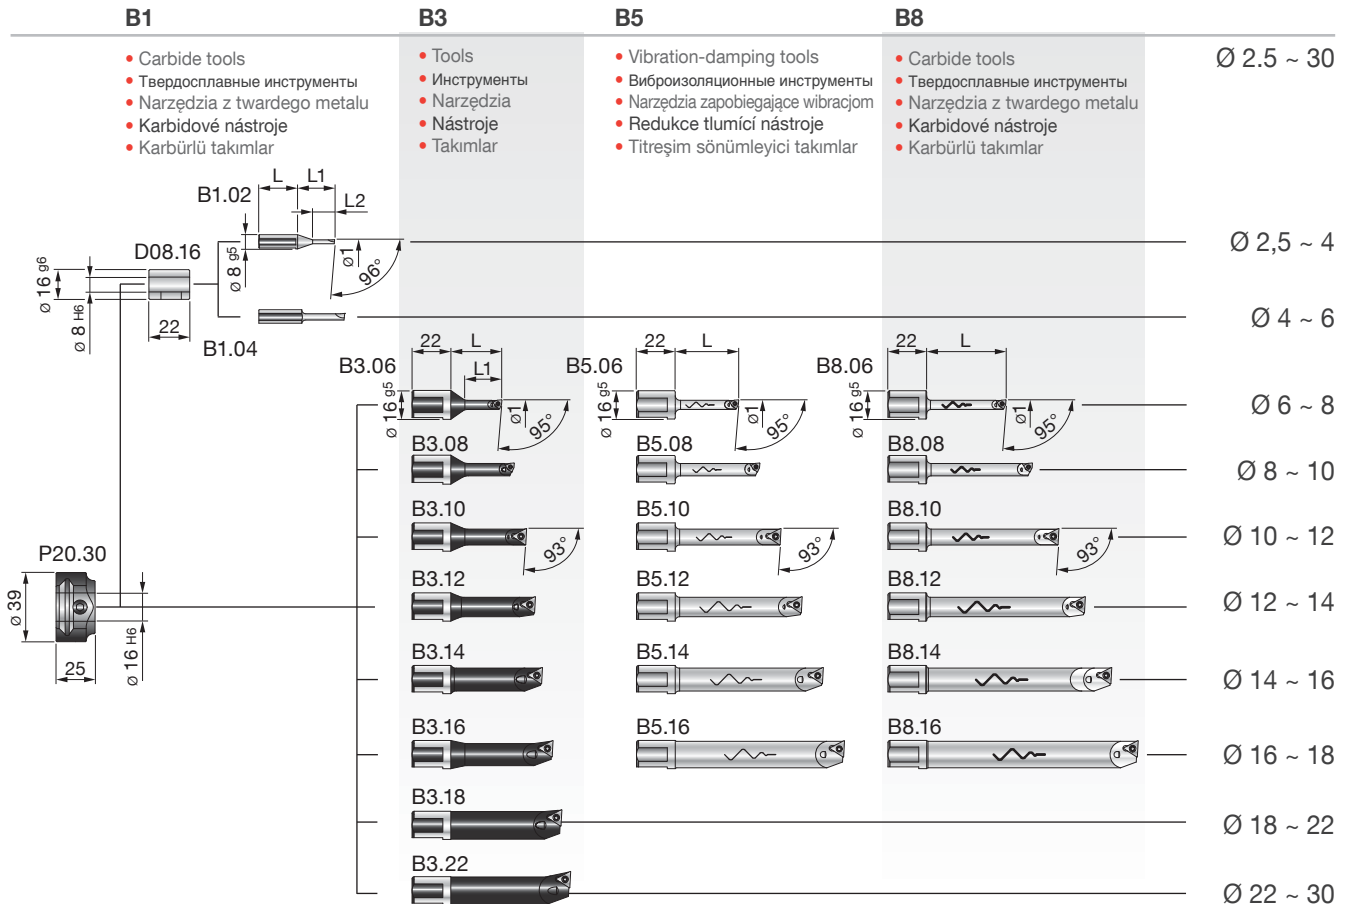 B1
B3
B5
B8
• Carbide tools
• Твердосплавные инструменты
• Narzędzia z twardego metalu
• Karbidové nástroje
• Karbürlü takımlar
• Tools
• Инструменты
• Narzędzia
• Nástroje
• Takımlar
• Vibration-damping tools
• Виброизоляционные инструменты
• Narzędzia zapobiegające wibracjom
• Redukce tlumící nástroje
• Titreşim sönümleyici takımlar
• Carbide tools
• Твердосплавные инструменты
• Narzędzia z twardego metalu
• Karbidové nástroje
• Karbürlü takımlar
Ø 2.5 ~ 30
B1.02
L
L1
L2
Ø 8 g5
Ø1
96°
Ø 2,5 ~ 4
D08.16
Ø 16 g6
Ø 8 H6
22
B1.04
Ø 4 ~ 6
B3.06
22
L
L1
Ø 16 g5
Ø1
95°
B5.06
22
L
Ø 16 g5
Ø1
95°
B8.06
22
L
Ø 16 g5
Ø1
95°
Ø 6 ~ 8
B3.08
B5.08
B8.08
Ø 8 ~ 10
B3.10
93°
B5.10
93°
B8.10
93°
Ø 10 ~ 12
P20.30
Ø 39
25
Ø 16 H6
B3.12
B5.12
B8.12
Ø 12 ~ 14
B3.14
B5.14
B8.14
Ø 14 ~ 16
B3.16
B5.16
B8.16
Ø 16 ~ 18
B3.18
Ø 18 ~ 22
B3.22
Ø 22 ~ 30